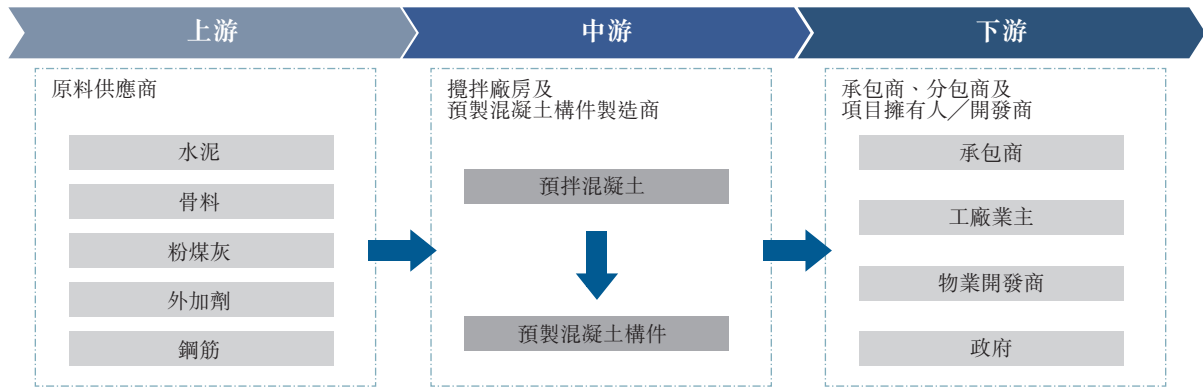 上游
中游
下游
原料供應商
水泥
骨料
粉煤灰
外加劑
鋼筋
攪拌廠房及
預製混凝土構件製造商
預拌混凝土
預製混凝土構件
承包商、分包商及
項目擁有人／開發商
承包商
工廠業主
物業開發商
政府